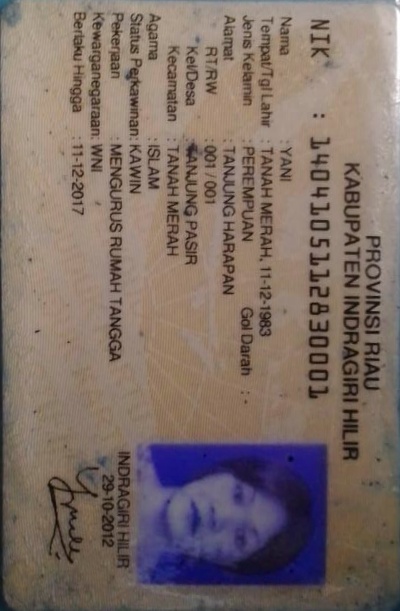 PROVINSI RIAU
KABUPATEN INDRAGIRI HILIR
NIK : 1404105112830001
Nama : YANI
Tempat/Tgl Lahir : TANAH MERAH, 11-12-1983
Jenis Kelamin : PEREMPUAN Gol Darah : -
Alamat : TANJUNG HARAPAN
RT/RW : 001 / 001
Kel/Desa : TANJUNG PASIR
Kecamatan : TANAH MERAH
Agama : ISLAM
Status Perkawinan: KAWIN
Pekerjaan : MENGURUS RUMAH TANGGA
Kewarganegaraan: WNI
Berlaku Hingga : 11-12-2017
INDRAGIRI HILIR
29-10-2012